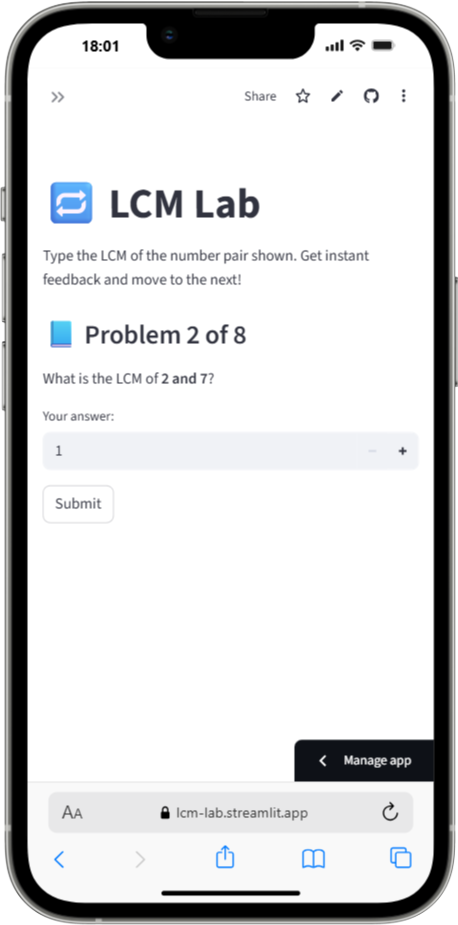 18:01
Share
LCM Lab
Type the LCM of the number pair shown. Get instant
feedback and move to the next!
Problem 2 of 8
What is the LCM of 2 and 7?
Your answer:
1
Submit
Manage app
AA
lcm-lab.streamlit.app